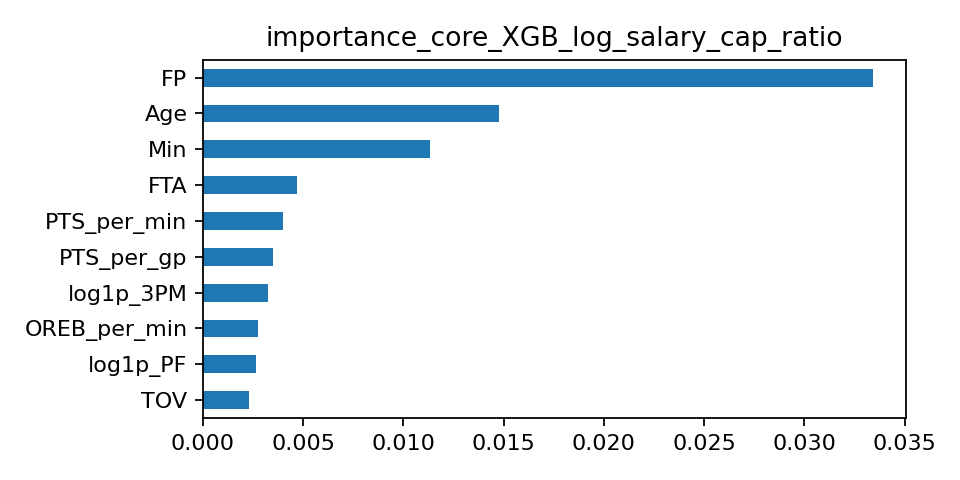 importance_core_XGB_log_salary_cap_ratio
FP
Age
Min
FTA
PTS_per_min
PTS_per_gp
log1p_3PM
OREB_per_min
log1p_PF
TOV
0.000 0.005 0.010 0.015 0.020 0.025 0.030 0.035